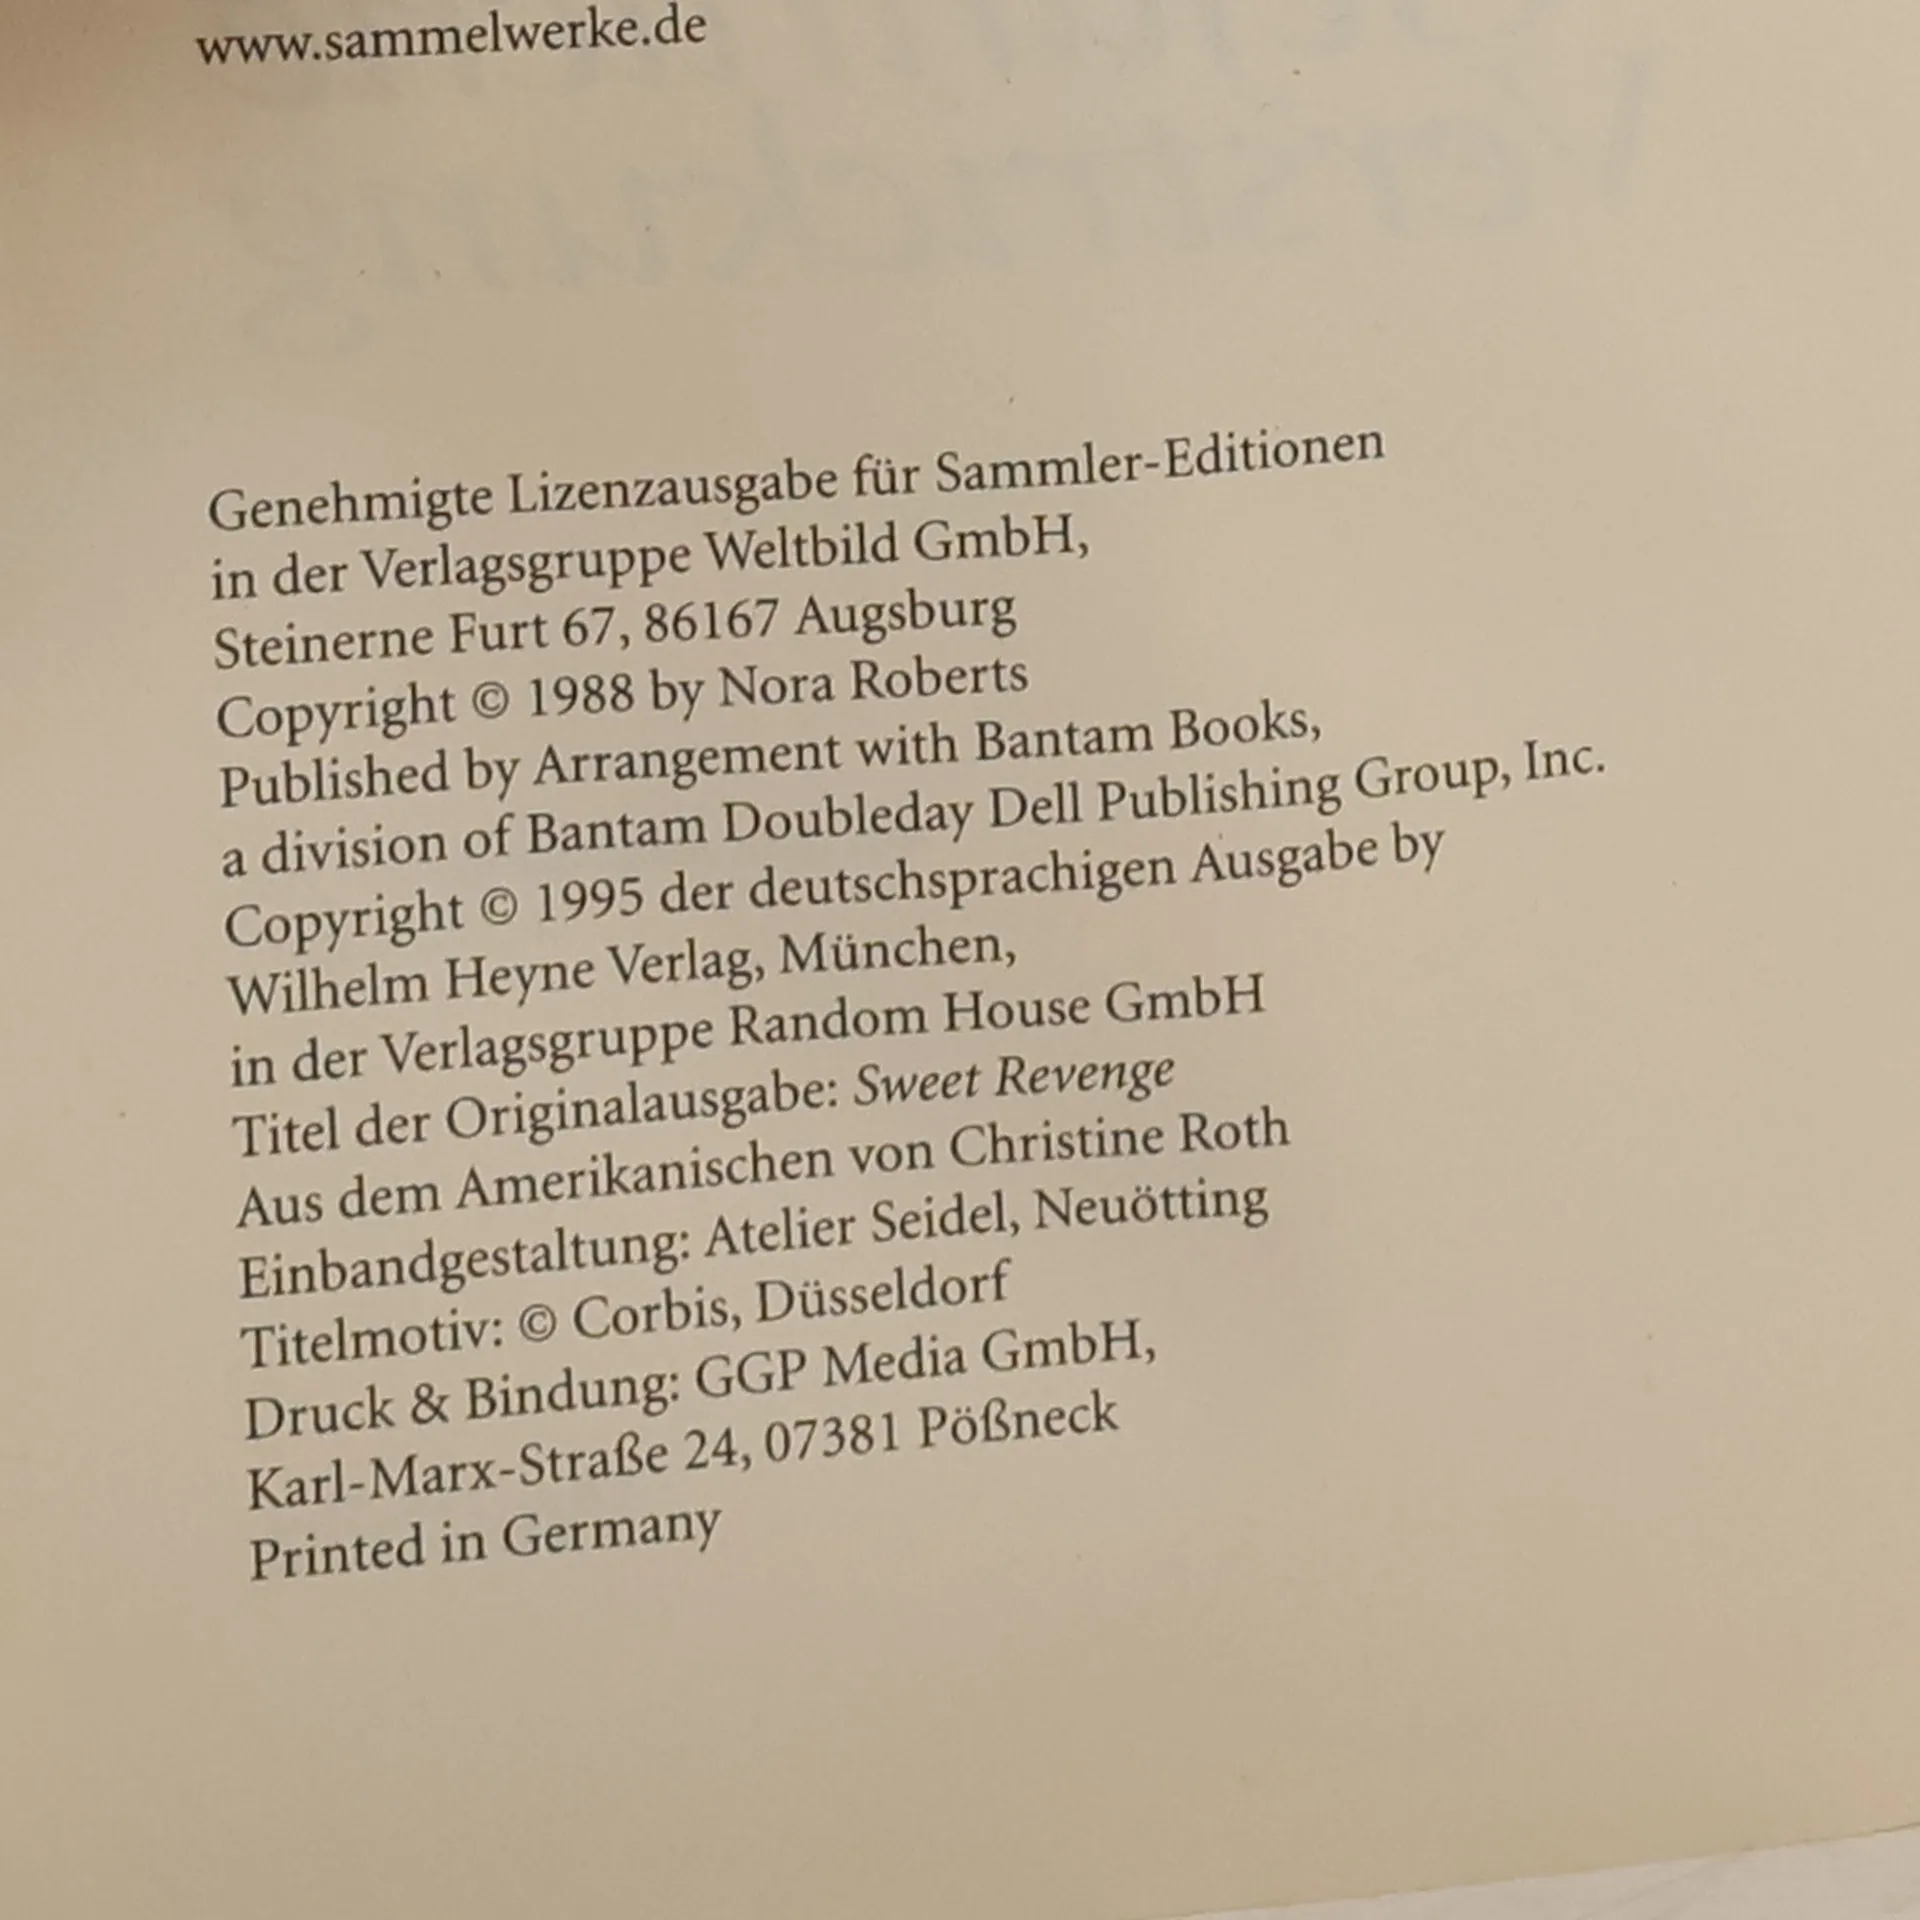 www.sammelwerke.de
Genehmigte Lizenzausgabe für Sammler-Editionen
in der Verlagsgruppe Weltbild GmbH,
Steinerne Furt 67, 86167 Augsburg
Copyright © 1988 by Nora Roberts
Published by Arrangement with Bantam Books,
a division of Bantam Doubleday Dell Publishing Group, Inc.
Copyright © 1995 der deutschsprachigen Ausgabe by
Wilhelm Heyne Verlag, München,
in der Verlagsgruppe Random House GmbH
Titel der Originalausgabe: Sweet Revenge
Aus dem Amerikanischen von Christine Roth
Einbandgestaltung: Atelier Seidel, Neuötting
Titelmotiv: © Corbis, Düsseldorf
Druck & Bindung: GGP Media GmbH,
Karl-Marx-Straße 24, 07381 Pößneck
Printed in Germany